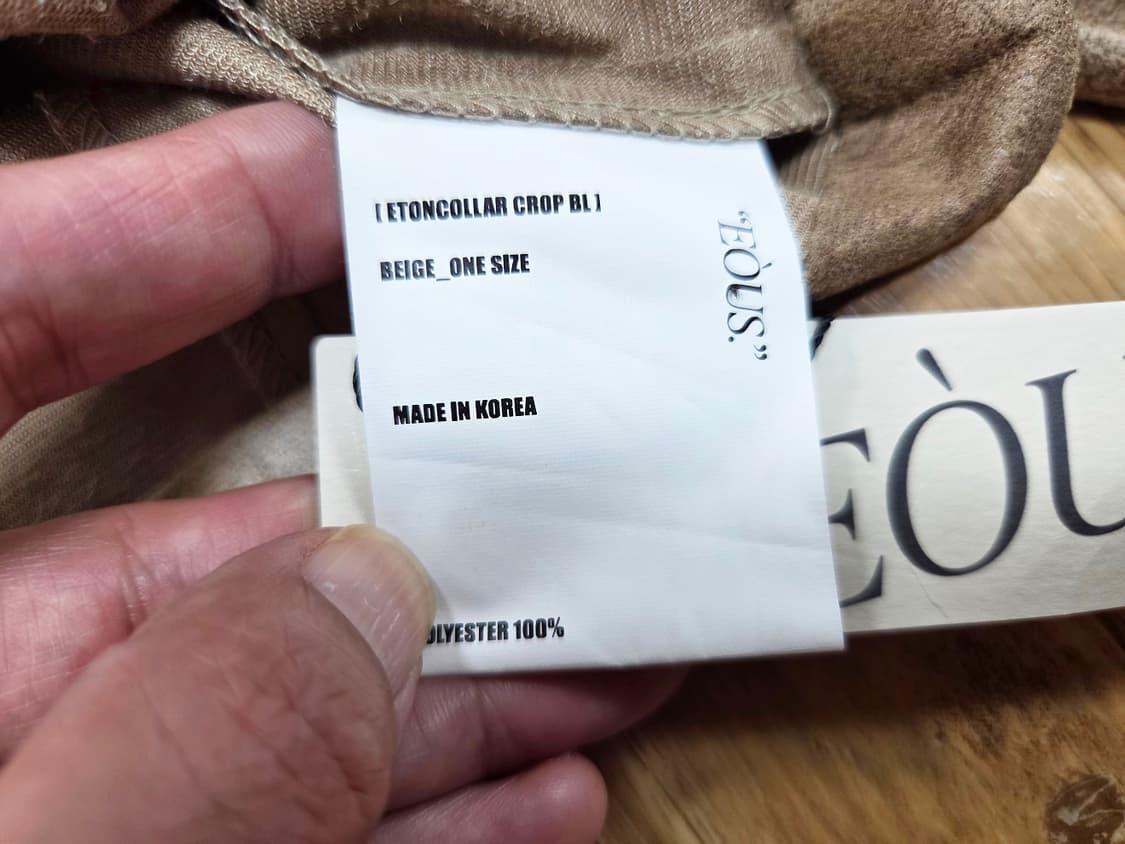 [ ETONCOLLAR CROP BL ]
BEIGE_ONE SIZE
MADE IN KOREA
OLYESTER 100%
“EÒUS.”
EÒU